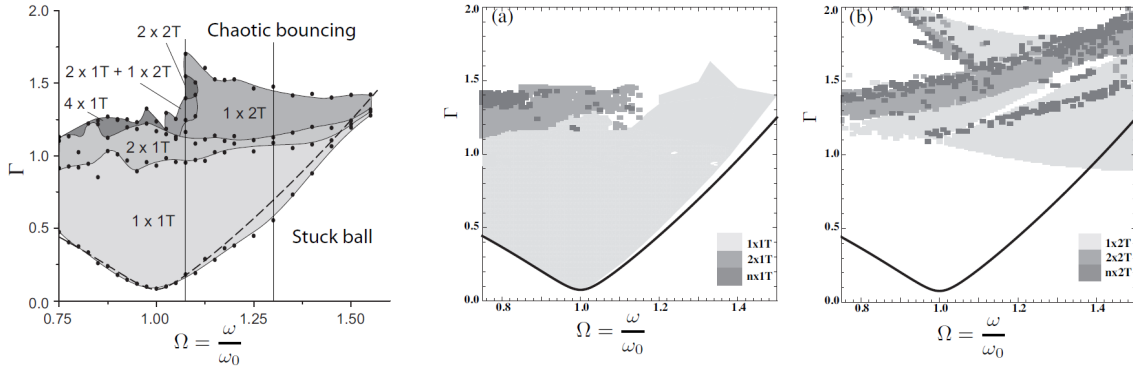 2.0
1.5
1.0
0.5
0.0
Γ
0.75
1.00
1.25
1.50
Ω = ω/ω₀
Chaotic bouncing
2 x 2T
2 x 1T + 1 x 2T
4 x 1T
1 x 2T
2 x 1T
1 x 1T
Stuck ball
(a)
2.0
1.5
1.0
0.5
0.0
Γ
0.8
1.0
1.2
1.4
Ω = ω/ω₀
1x1T
2x1T
nx1T
(b)
2.0
1.5
1.0
0.5
0.0
Γ
0.8
1.0
1.2
1.4
Ω = ω/ω₀
1x2T
2x2T
nx2T